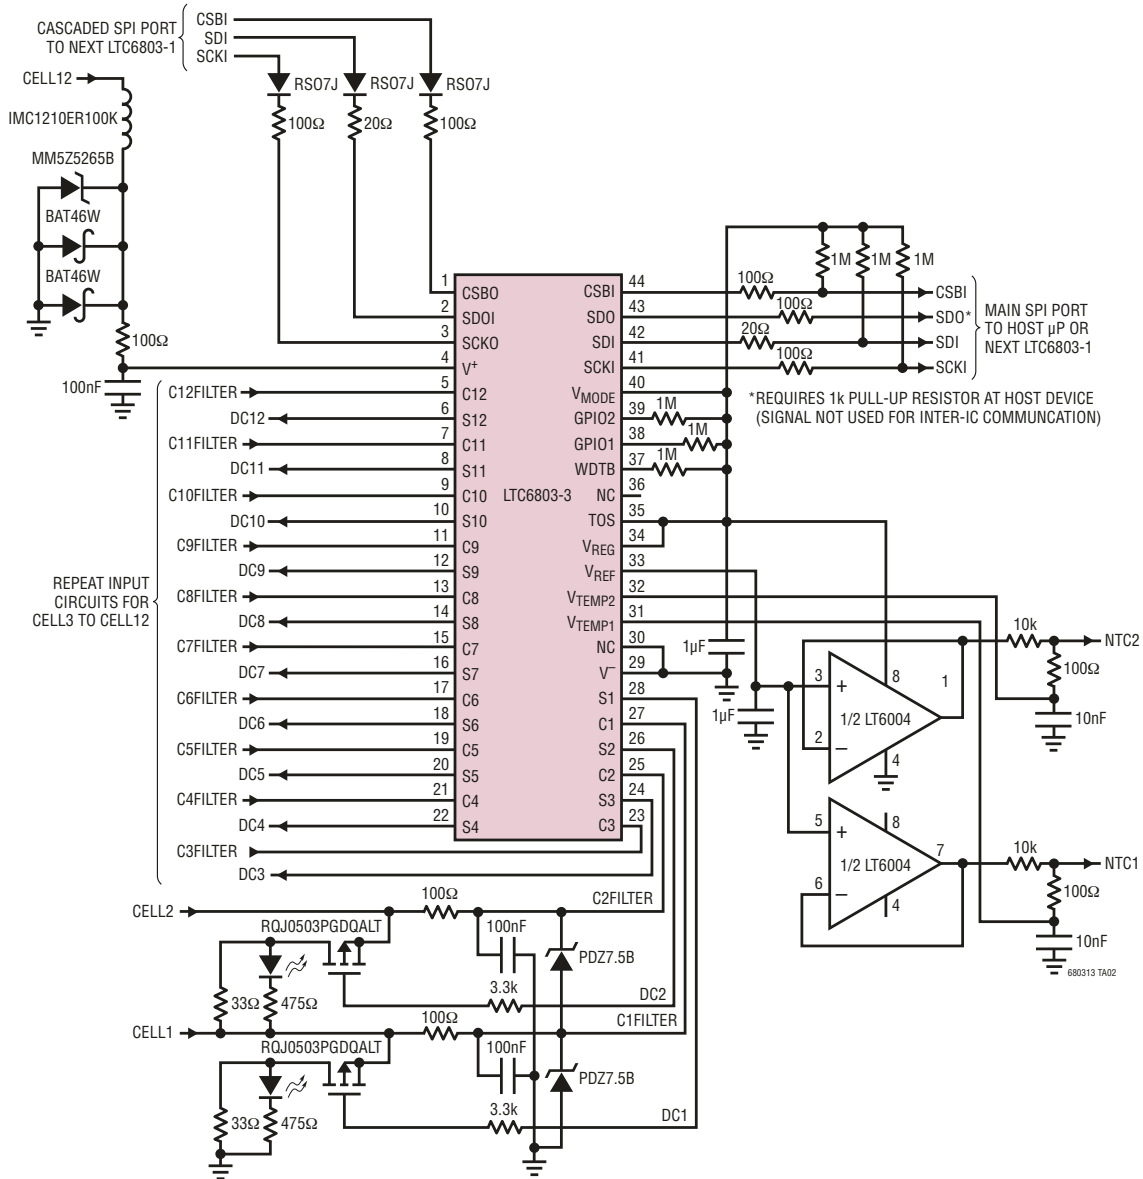 CASCADED SPI PORT
TO NEXT LTC6803-1
CSBI
SDI
SCKI
CELL12
IMC1210ER100K
MM5Z5265B
BAT46W
BAT46W
100Ω
100nF
RS07J
RS07J
RS07J
100Ω
20Ω
100Ω
REPEAT INPUT
CIRCUITS FOR
CELL3 TO CELL12
C12FILTER
DC12
C11FILTER
DC11
C10FILTER
DC10
C9FILTER
DC9
C8FILTER
DC8
C7FILTER
DC7
C6FILTER
DC6
C5FILTER
DC5
C4FILTER
DC4
C3FILTER
DC3
1 CSBO
2 SDOI
3 SCKO
4 V+
5 C12
6 S12
7 C11
8 S11
9 C10
10 S10
11 C9
12 S9
13 C8
14 S8
15 C7
16 S7
17 C6
18 S6
19 C5
20 S5
21 C4
22 S4
LTC6803-3
CSBI 44
SDO 43
SDI 42
SCKI 41
VMODE 40
GPIO2 39
GPIO1 38
WDTB 37
NC 36
TOS 35
VREG 34
VREF 33
VTEMP2 32
VTEMP1 31
NC 30
V− 29
S1 28
C1 27
S2 26
C2 25
S3 24
C3 23
1M
1M
1M
100Ω
100Ω
20Ω
100Ω
CSBI
SDO*
SDI
SCKI
MAIN SPI PORT
TO HOST µP OR
NEXT LTC6803-1
*REQUIRES 1k PULL-UP RESISTOR AT HOST DEVICE
(SIGNAL NOT USED FOR INTER-IC COMMUNCATION)
1M
1M
1M
1µF
1µF
3
+
2
−
1/2 LT6004
8
1
4
10k
NTC2
100Ω
10nF
5
+
6
−
1/2 LT6004
8
7
4
10k
NTC1
100Ω
10nF
680313 TA02
CELL2
100Ω
C2FILTER
RQJ0503PGDQALT
100nF
PDZ7.5B
33Ω
475Ω
3.3k
DC2
CELL1
100Ω
C1FILTER
RQJ0503PGDQALT
100nF
PDZ7.5B
33Ω
475Ω
3.3k
DC1